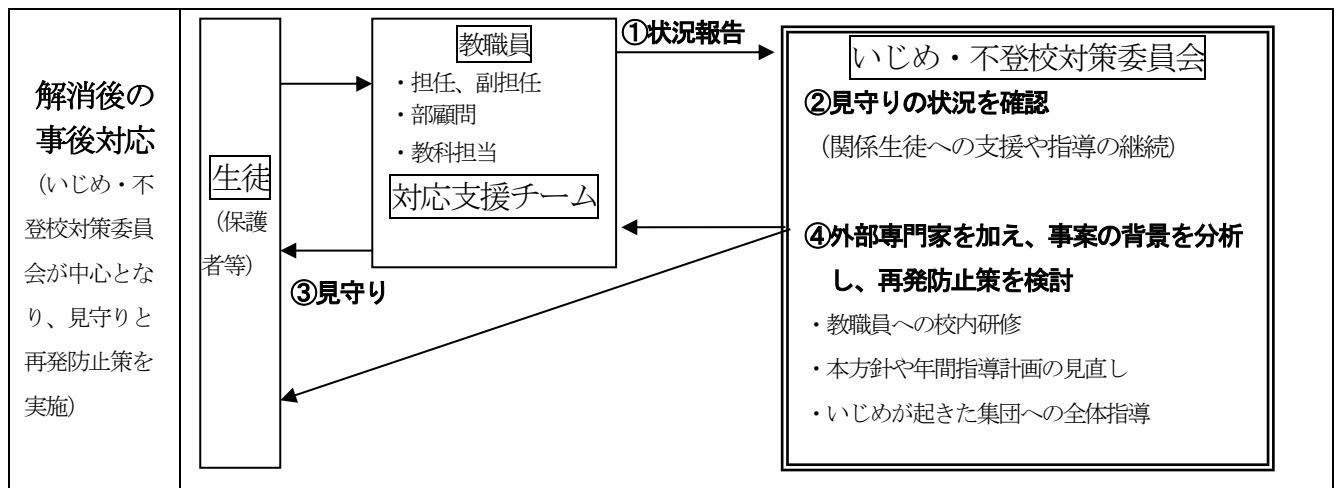 解消後の
事後対応
（いじめ・不
登校対策委員
会が中心とな
り、見守りと
再発防止策を
実施）
生徒
（保護
者等）
教職員
・担任、副担任
・部顧問
・教科担当
対応支援チーム
①状況報告
③見守り
いじめ・不登校対策委員会
②見守りの状況を確認
（関係生徒への支援や指導の継続）
④外部専門家を加え、事案の背景を分析
し、再発防止策を検討
・教職員への校内研修
・本方針や年間指導計画の見直し
・いじめが起きた集団への全体指導